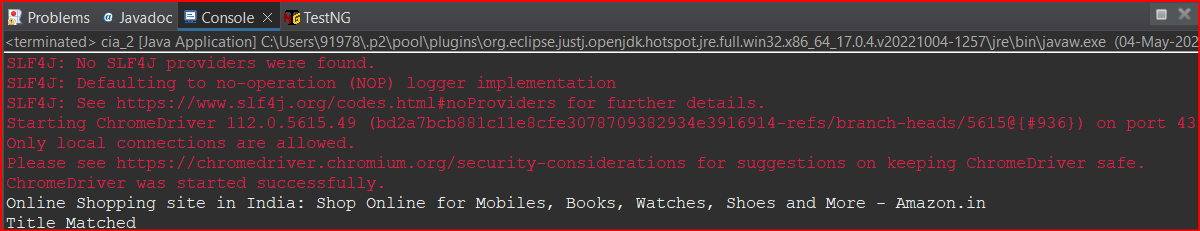 Problems @ Javadoc Console TestNG
<terminated> cia_2 [Java Application] C:\Users\91978\.p2\pool\plugins\org.eclipse.justj.openjdk.hotspot.jre.full.win32.x86_64_17.0.4.v20221004-1257\jre\bin\javaw.exe (04-May-202
SLF4J: No SLF4J providers were found.
SLF4J: Defaulting to no-operation (NOP) logger implementation
SLF4J: See https://www.slf4j.org/codes.html#noProviders for further details.
Starting ChromeDriver 112.0.5615.49 (bd2a7bcb881c11e8cfe3078709382934e3916914-refs/branch-heads/5615@{#936}) on port 43
Only local connections are allowed.
Please see https://chromedriver.chromium.org/security-considerations for suggestions on keeping ChromeDriver safe.
ChromeDriver was started successfully.
Online Shopping site in India: Shop Online for Mobiles, Books, Watches, Shoes and More - Amazon.in
Title Matched